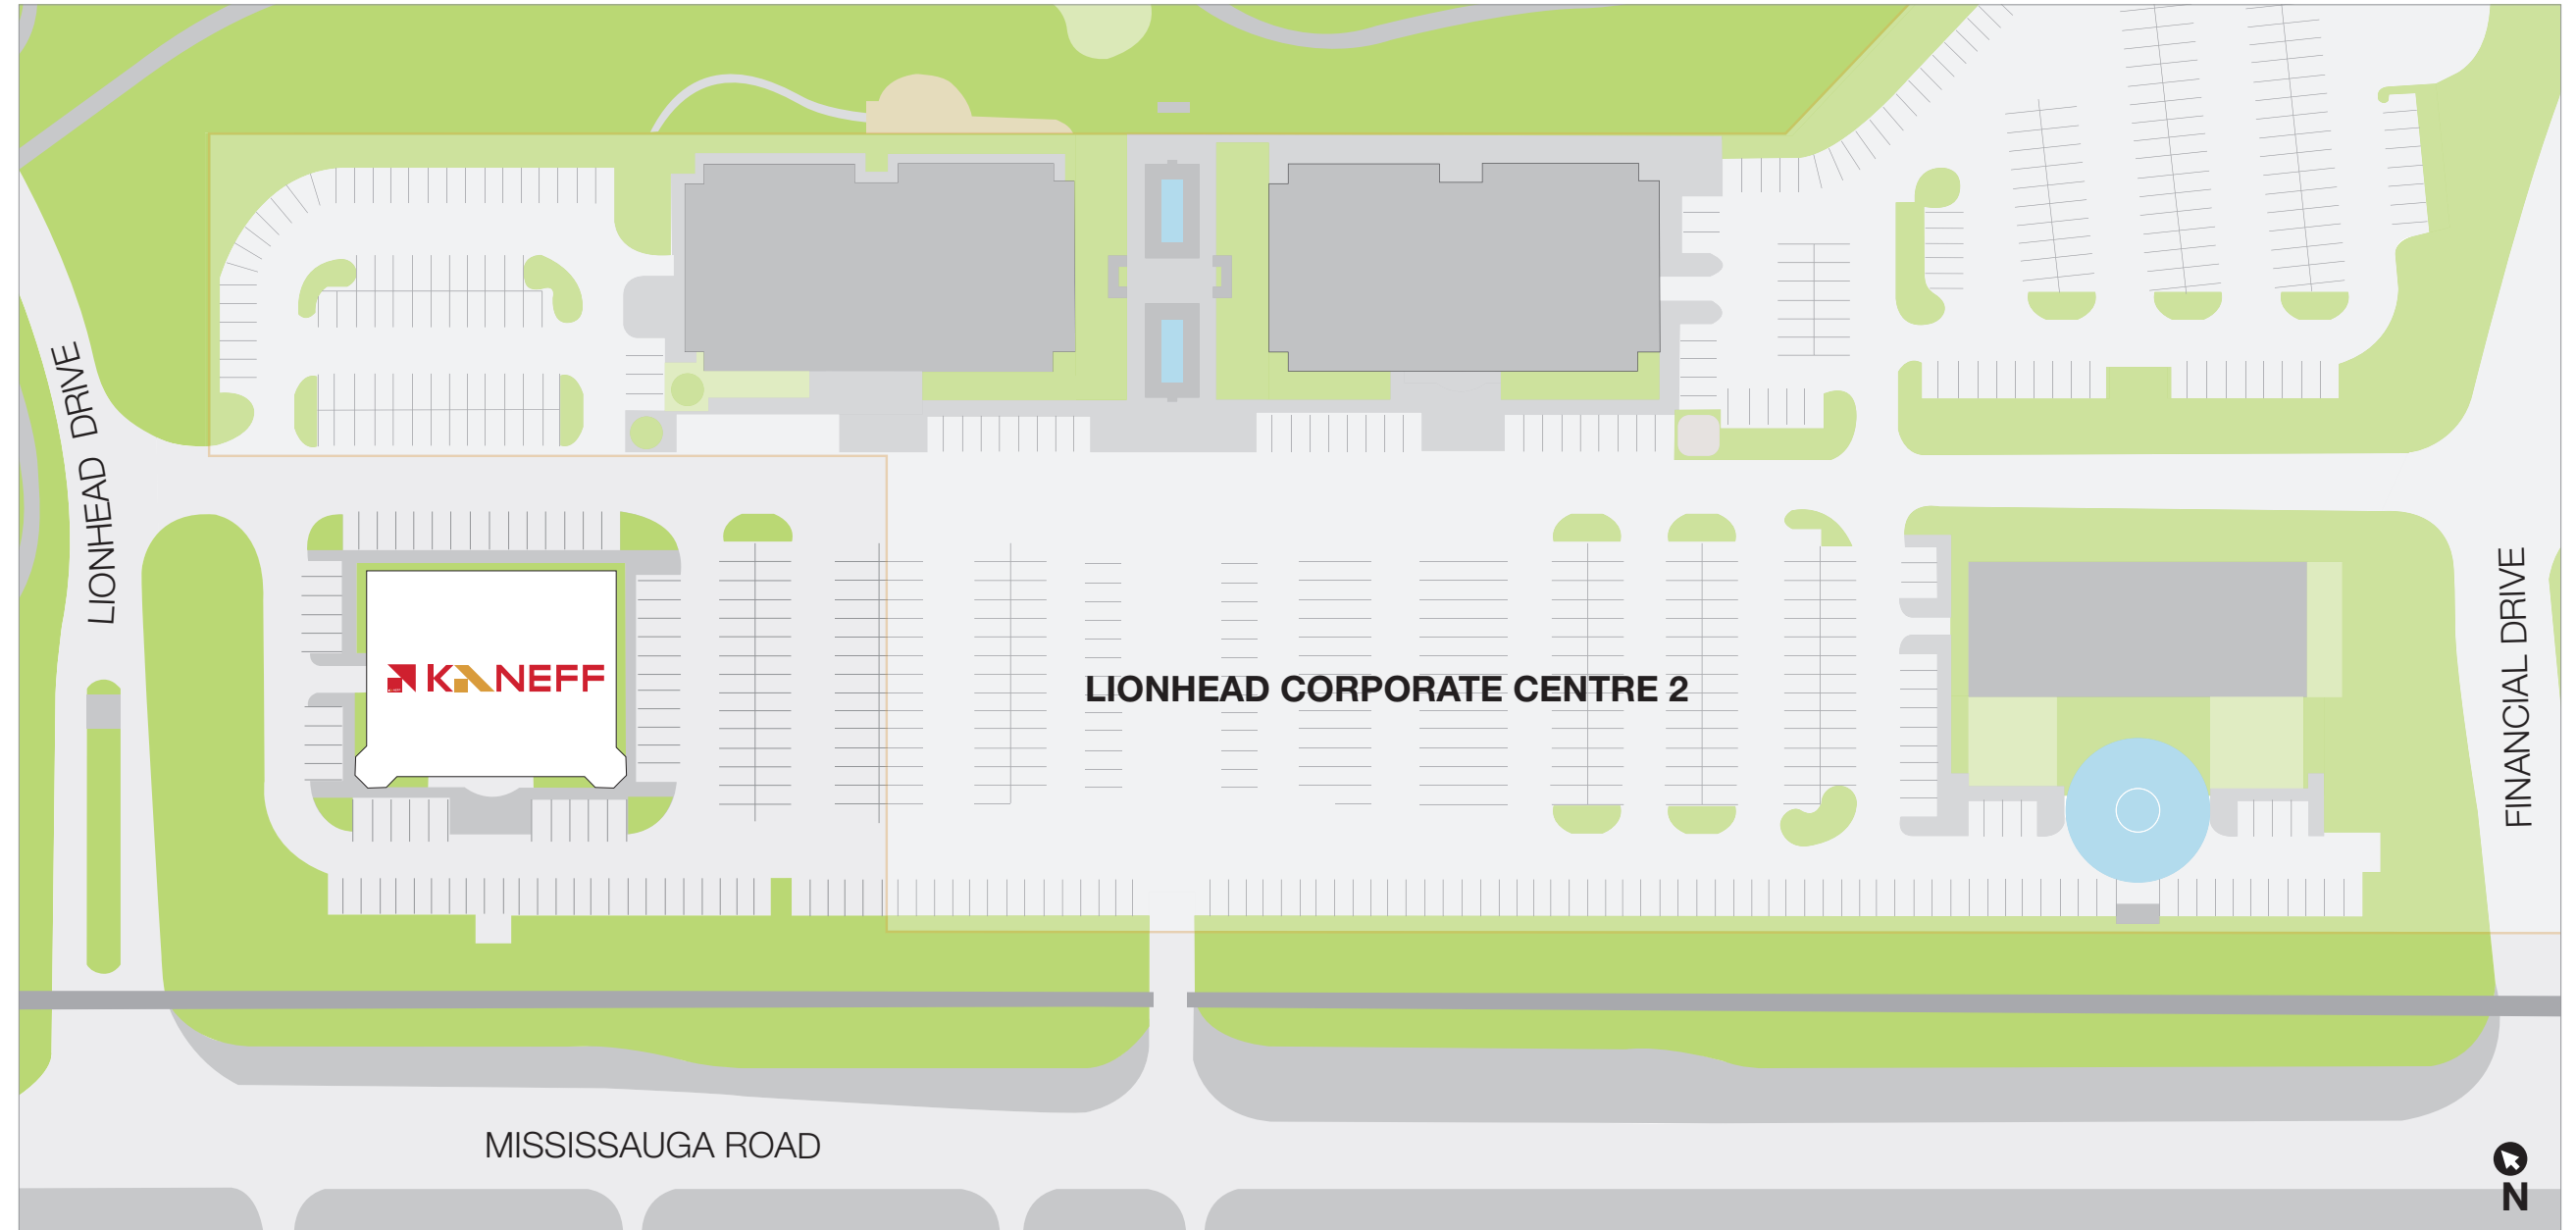 LIONHEAD DRIVE
KANEFF
LIONHEAD CORPORATE CENTRE 2
FINANCIAL DRIVE
MISSISSAUGA ROAD
N